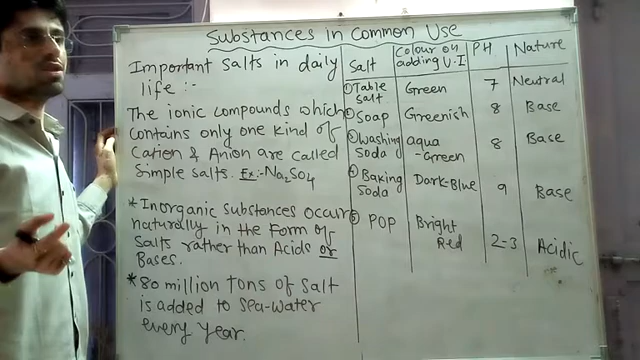 Substances in Common Use
Important salts in daily
life :-
The ionic compounds which
contains only one kind of
Cation & Anion are called
Simple salts. Ex:- Na2SO4
* Inorganic substances occur
naturally in the Form of
Salts rather than Acids or
Bases.
* 80 million tons of Salt
is added to sea-water
every year.
Salt | Colour on adding U.I | PH | Nature
① Table salt | Green | 7 | Neutral
② Soap | Greenish | 8 | Base
③ Washing Soda | aqua -Green | 8 | Base
④ Baking Soda | Dark-Blue | 9 | Base
⑤ POP | Bright Red | 2-3 | Acidic